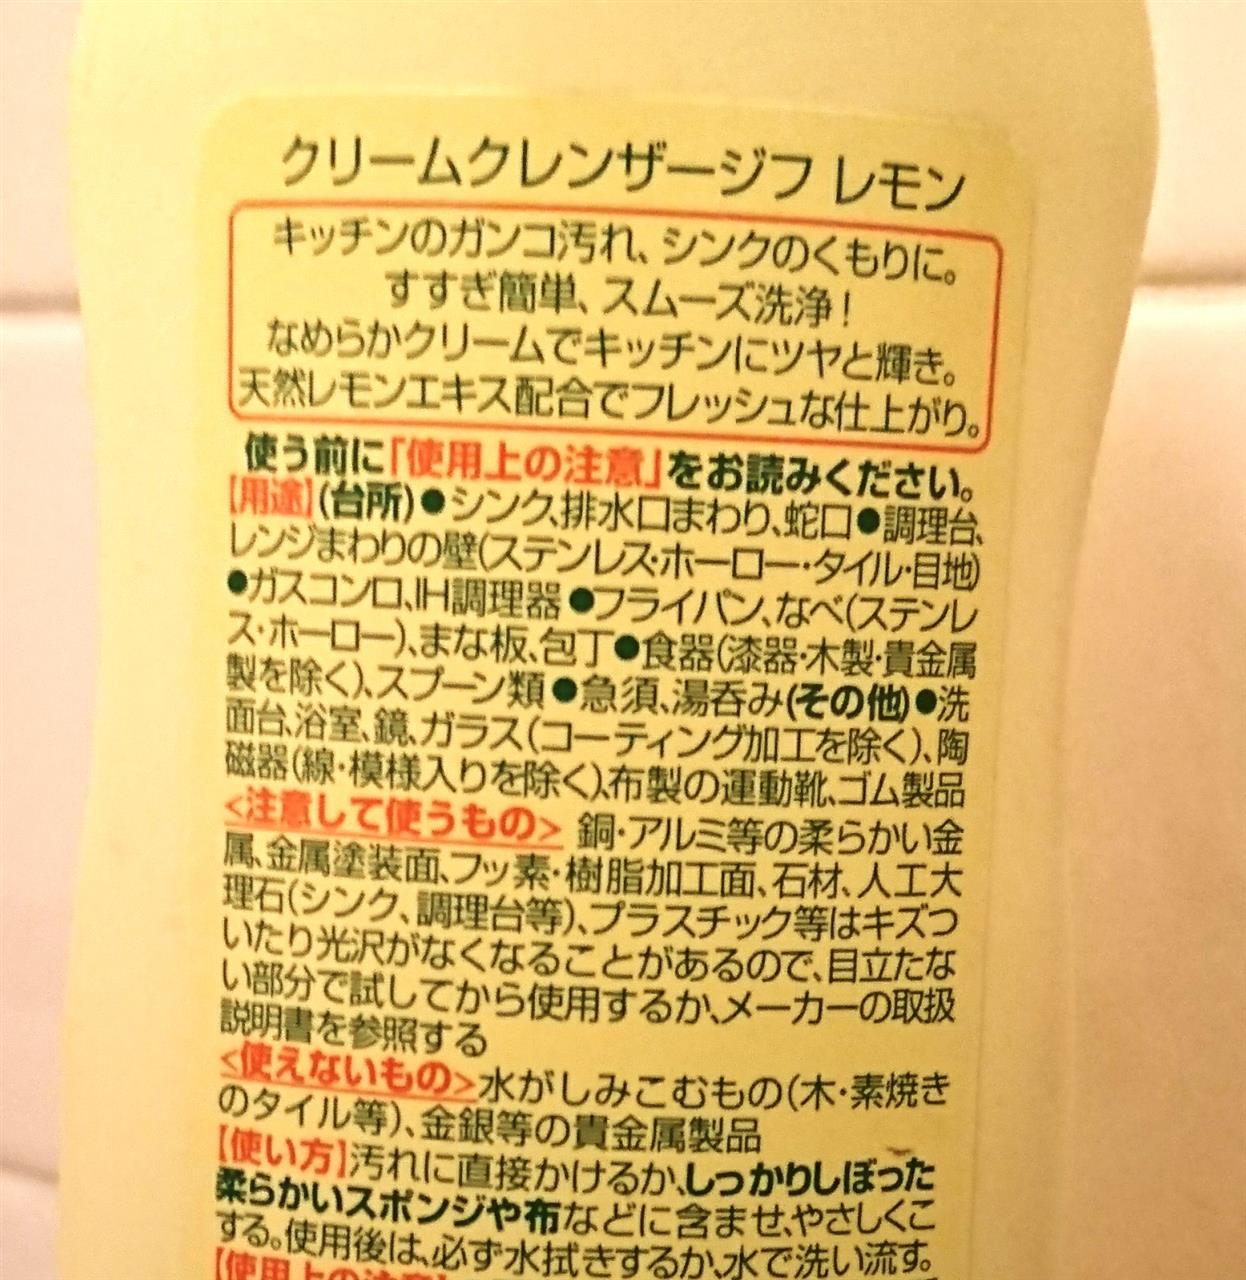 クリームクレンザージフ レモン
キッチンのガンコ汚れ、シンクのくもりに。
すすぎ簡単、スムーズ洗浄！
なめらかクリームでキッチンにツヤと輝き。
天然レモンエキス配合でフレッシュな仕上がり。
使う前に「使用上の注意」をお読みください。
【用途】(台所)●シンク、排水口まわり、蛇口●調理台、
レンジまわりの壁(ステンレス・ホーロー・タイル・目地)
●ガスコンロ、IH調理器●フライパン、なべ(ステンレ
ス・ホーロー)、まな板、包丁●食器(漆器・木製・貴金属
製を除く)、スプーン類●急須、湯呑み(その他)●洗
面台、浴室、鏡、ガラス(コーティング加工を除く)、陶
磁器(線・模様入りを除く)、布製の運動靴、ゴム製品
<注意して使うもの> 銅・アルミ等の柔らかい金
属、金属塗装面、フッ素・樹脂加工面、石材、人工大
理石(シンク、調理台等)、プラスチック等はキズつ
いたり光沢がなくなることがあるので、目立たな
い部分で試してから使用するか、メーカーの取扱
説明書を参照する
<使えないもの>水がしみこむもの(木・素焼き
のタイル等)、金銀等の貴金属製品
【使い方】汚れに直接かけるか、しっかりしぼった
柔らかいスポンジや布などに含ませ、やさしくこ
する。使用後は、必ず水拭きするか、水で洗い流す。
【使用上の注意】